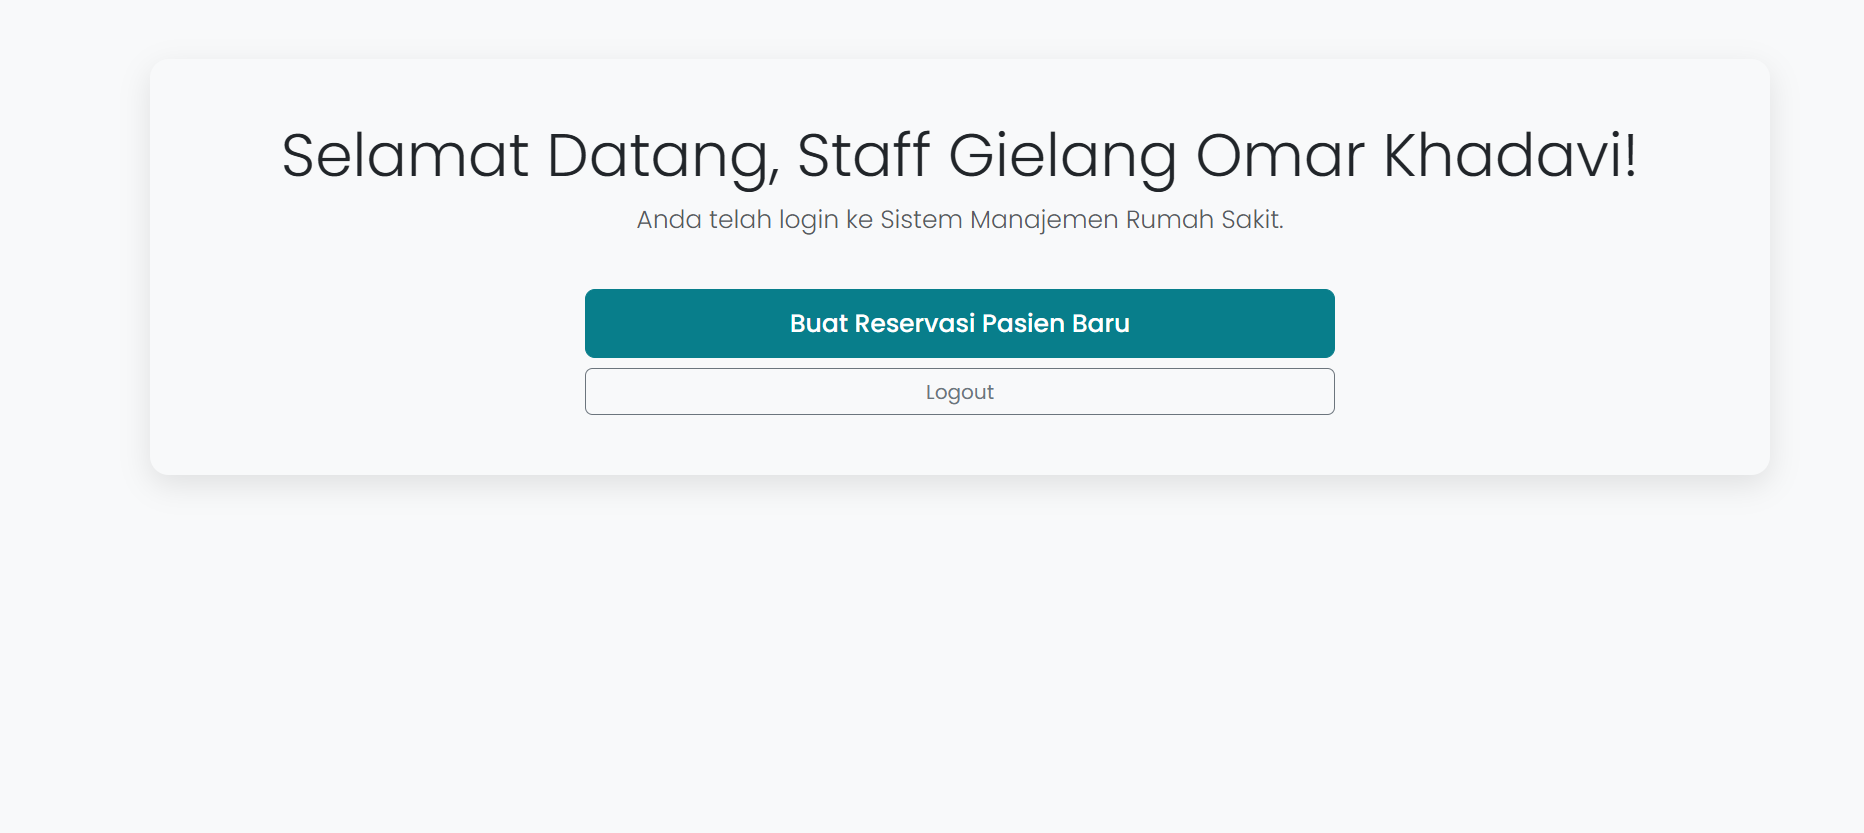 Selamat Datang, Staff Gielang Omar Khadavi!
Anda telah login ke Sistem Manajemen Rumah Sakit.
Buat Reservasi Pasien Baru
Logout